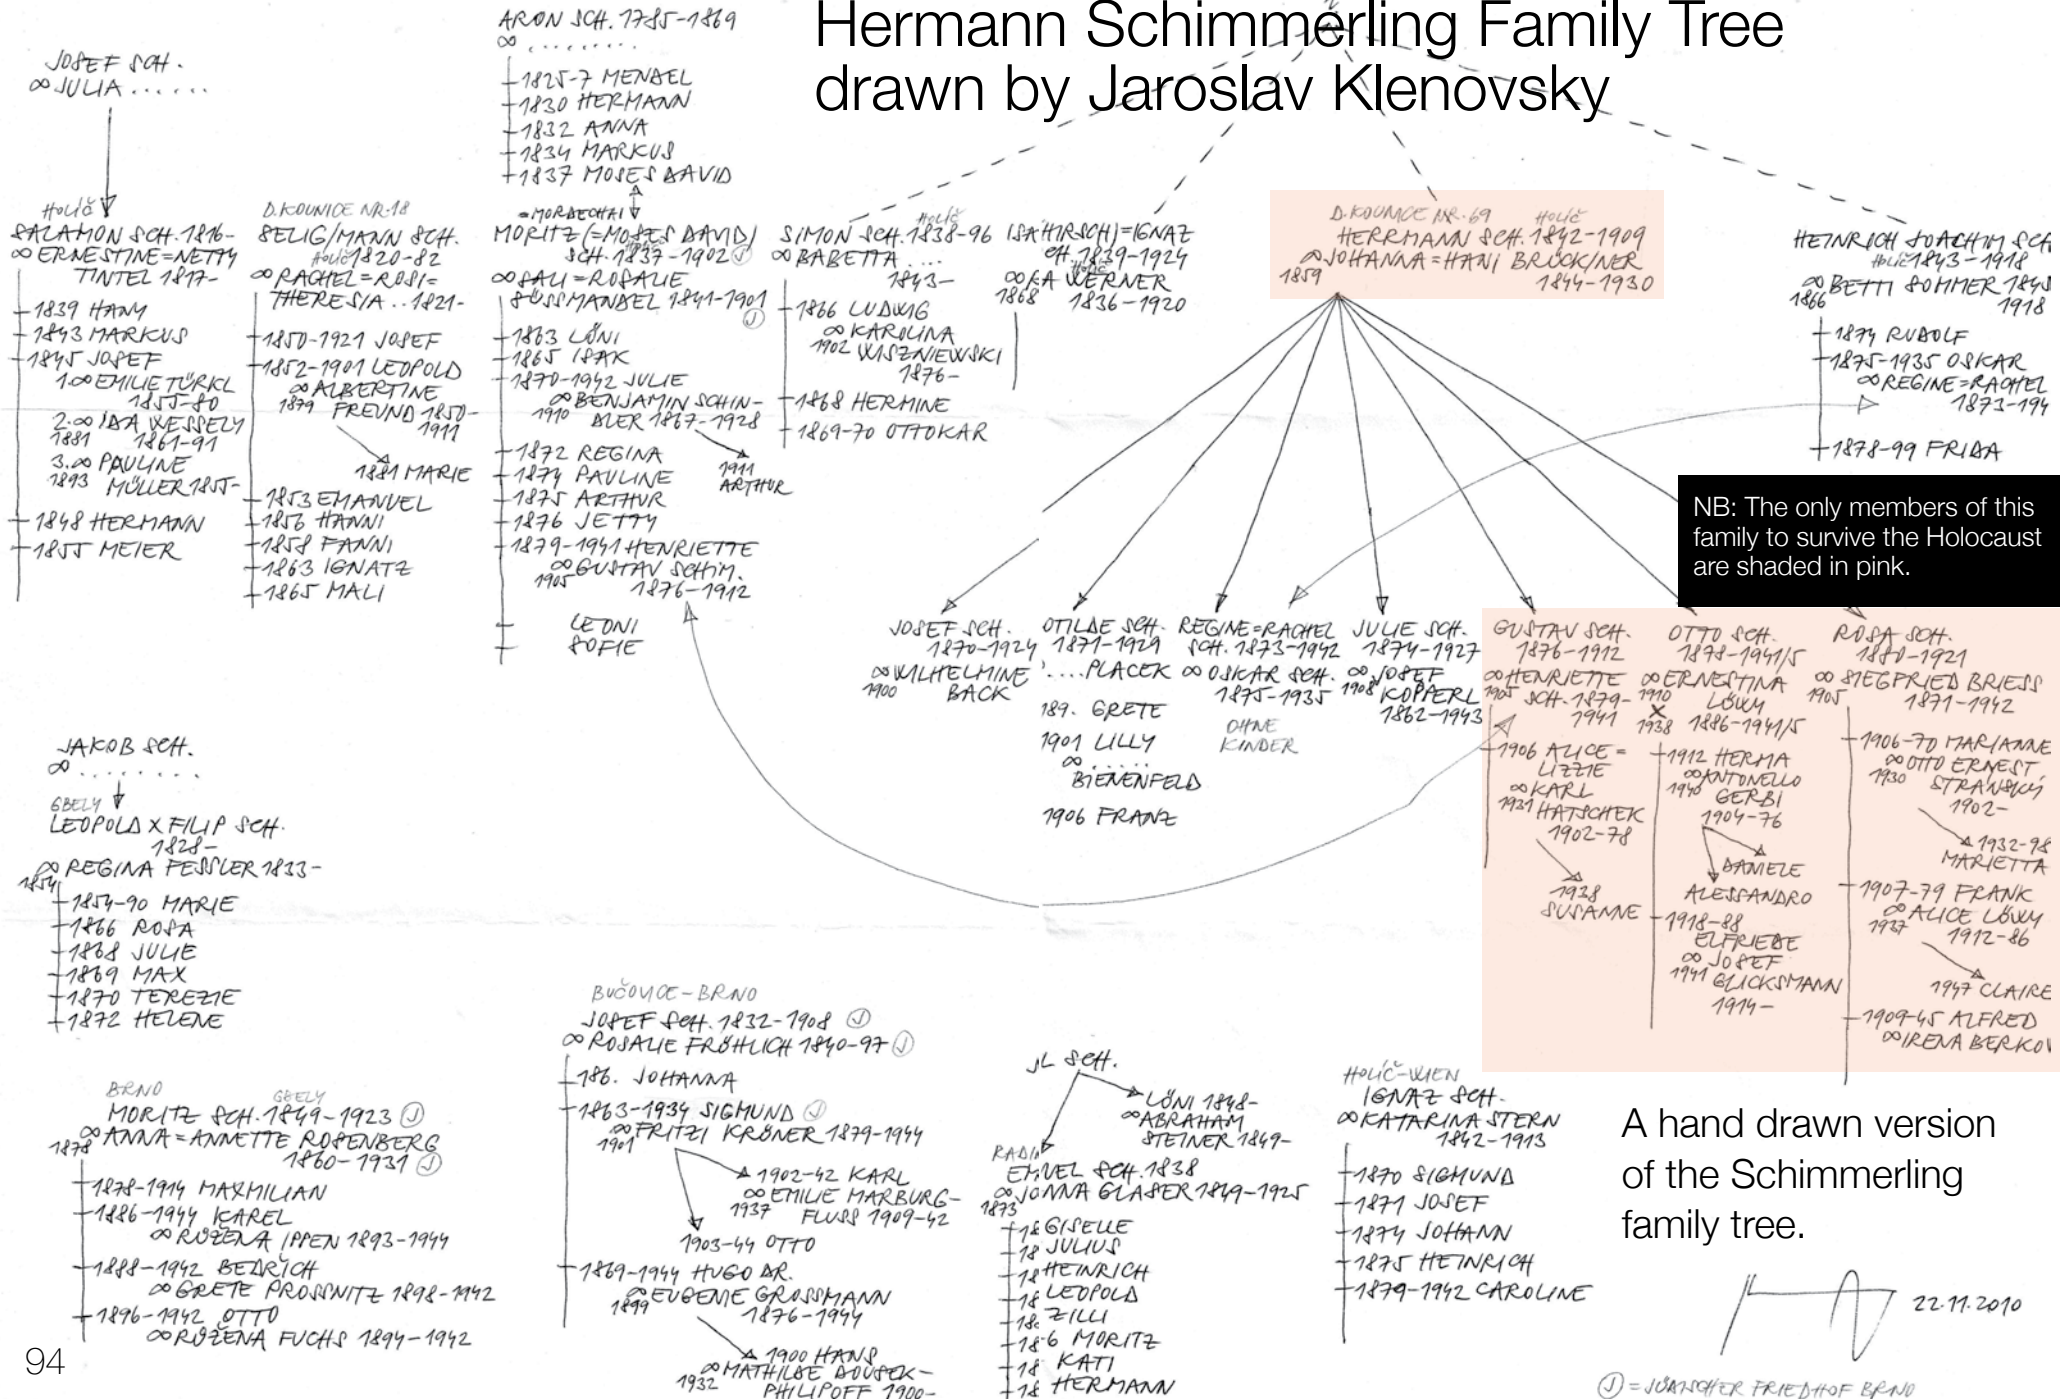 Hermann Schimmerling Family Tree
drawn by Jaroslav Klenovsky
JOSEF SCH.
∞ JULIA ......
HOLÍČ
SALAMON SCH. 1816-
∞ ERNESTINE=NETTY
TINTEL 1817-
1839 HANY
1843 MARKUS
1845 JOSEF
1.∞ EMILIE TÜRKL
1855-80
2.∞ IDA WESSELY
1881 1861-91
3.∞ PAULINE
1893 MÜLLER 1855-
1848 HERMANN
1855 MEIER
D. KOUNICE NR. 18
SELIG/MANN SCH.
HOLÍČ 1820-82
∞ RACHEL=ROSI=
THERESIA .. 1821-
1850-1921 JOSEF
1852-1901 LEOPOLD
∞ ALBERTINE
1879 FREUND 1850-
1911
1881 MARIE
1853 EMANUEL
1856 HANNI
1858 FANNI
1863 IGNATZ
1865 MALI
ARON SCH. 1785-1869
∞ .........
1825-7 MENDEL
1830 HERMANN
1832 ANNA
1834 MARKUS
1837 MOSES DAVID
=MORDECHAI
MORITZ (=MOSES DAVID)
SCH. 1837-1902 (J)
∞ SALI=ROSALIE
SÜSSMANDEL 1841-1901
(J)
1863 LÖNI
1865 ISAK
1870-1942 JULIE
∞ BENJAMIN SCHIN-
1910 DLER 1867-1928
1911
ARTHUR
1872 REGINA
1874 PAULINE
1875 ARTHUR
1876 JETTY
1879-1941 HENRIETTE
∞ GUSTAV SCHIM.
1905 1876-1912
LEONI
SOFIE
HOLÍČ
SIMON SCH. 1838-96
∞ BABETTA ....
1843-
1866 LUDWIG
∞ KAROLINA
1902 WISZNIEWSKI
1876-
1868 HERMINE
1869-70 OTTOKAR
ISA(HIRSCH)=IGNAZ
SCH. 1839-1924
WERNER
1868 1836-1920
D. KOUNICE NR. 69 HOLÍČ
HERRMANN SCH. 1842-1909
∞ JOHANNA=HANI BRÜCK/NER
1859 1844-1930
HEINRICH JOACHIM SCH
HOLÍČ 1843-1918
∞ BETTI SOMMER 1845
1866 1918
1874 RUDOLF
1875-1935 OSKAR
∞ REGINE=RACHEL
1873-194
1878-99 FRIDA
NB: The only members of this
family to survive the Holocaust
are shaded in pink.
JOSEF SCH.
1870-1924
∞ WILHELMINE
1900 BACK
OTILDE SCH.
1871-1929
....PLACEK
189. GRETE
1901 LILLY
∞ ......
BIENENFELD
1906 FRANZ
REGINE=RACHEL
SCH. 1873-1942
∞ OSKAR SCH.
1875-1935
OHNE
KINDER
JULIE SCH.
1874-1927
∞ JOSEF
1908 KOPPERL
1862-1943
GUSTAV SCH.
1876-1912
∞ HENRIETTE
1905 SCH. 1879-
1941
1906 ALICE=
LIZZIE
∞ KARL
1931 HATSCHEK
1902-78
1938
SUSANNE
OTTO SCH.
1878-1941/5
∞ ERNESTINA
1910 LÖWY
X
1938 1886-1941/5
1912 HERMA
∞ ANTONELLO
1940 GERBI
1904-76
DANIELE
ALESSANDRO
1918-88
ELFRIEDE
∞ JOSEF
1941 GLICKSMANN
1914-
ROSA SCH.
1880-1921
∞ SIEGFRIED BRIESS
1905 1871-1942
1906-70 MARIANNE
∞ OTTO ERNEST
1930 STRÁNSKÝ
1902-
1932-98
MARIETTA
1907-79 FRANK
∞ ALICE LÖWY
1937 1912-86
1947 CLAIRE
1909-45 ALFRED
∞ IRENA BERKOV
JAKOB SCH.
∞ ........
GBELY
LEOPOLD X FILIP SCH.
1828-
∞ REGINA FESSLER 1833-
1854
1854-90 MARIE
1866 ROSA
1868 JULIE
1869 MAX
1870 TEREZIE
1872 HELENE
BRNO GBELY
MORITZ SCH. 1849-1923 (J)
∞ ANNA=ANNETTE ROSENBERG
1878 1860-1931 (J)
1878-1914 MAXMILIAN
1886-1944 KAREL
∞ RŮŽENA IPPEN 1893-1944
1888-1942 BEDŘICH
∞ GRETE PROSSNITZ 1898-1942
1896-1942 OTTO
∞ RŮŽENA FUCHS 1894-1942
BUČOVICE-BRNO
JOSEF SCH. 1832-1908 (J)
∞ ROSALIE FRÖHLICH 1840-97 (J)
186. JOHANNA
1863-1934 SIGMUND (J)
∞ FRITZI KRÖNER 1879-1944
1901
1902-42 KARL
∞ EMILIE MARBURG-
1937 FLUSS 1909-42
1903-44 OTTO
1869-1944 HUGO DR.
∞ EUGENIE GROSSMANN
1899 1876-1944
1900 HANS
∞ MATHILDE DOUSEK-
1932 PHILIPOFF 1900-
SCH.
LÖNI 1848-
∞ ABRAHAM
STEINER 1849-
SCH. 1838
GLASER 1849-1925
1873
18 GISELLE
18 JULIUS
18 HEINRICH
18 LEOPOLD
18 ZILLI
18 6 MORITZ
18 KATI
18 HERMANN
HOLÍČ-WIEN
IGNAZ SCH.
∞ KATARINA STERN
1842-1913
1870 SIGMUND
1871 JOSEF
1874 JOHANN
1875 HEINRICH
1879-1942 CAROLINE
A hand drawn version
of the Schimmerling
family tree.
22.11.2010
(J) = JÜDISCHER FRIEDHOF BRNO
94